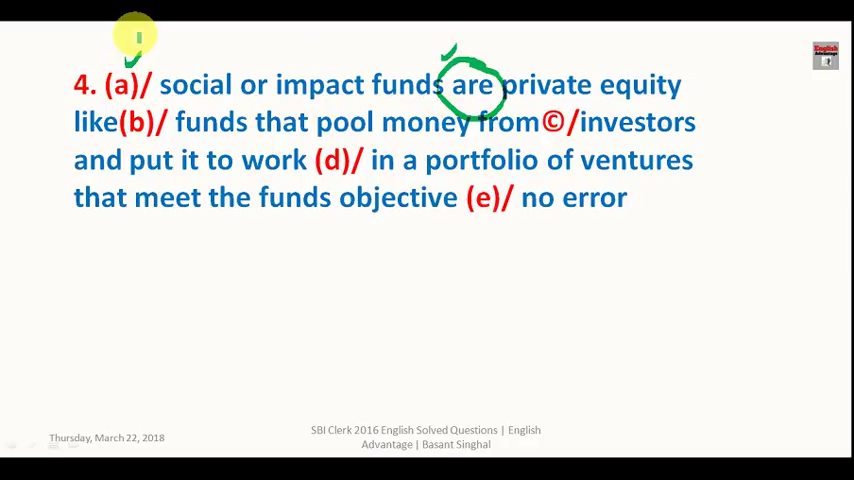 English
Advantage
4. (a)/ social or impact funds are private equity
like(b)/ funds that pool money from©/investors
and put it to work (d)/ in a portfolio of ventures
that meet the funds objective (e)/ no error
Thursday, March 22, 2018
SBI Clerk 2016 English Solved Questions | English
Advantage | Basant Singhal